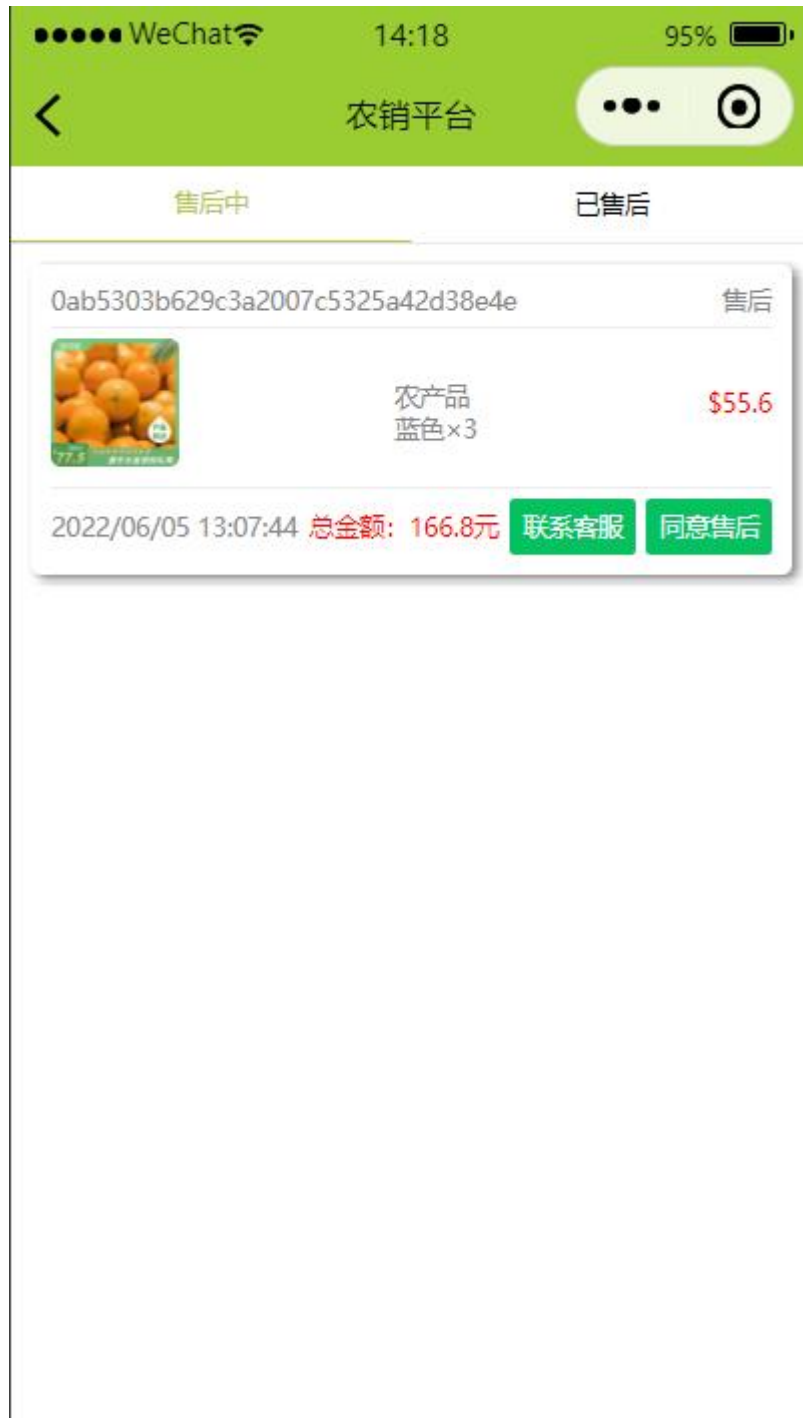 WeChat 14:18 95%
农销平台
售后中 已售后
0ab5303b629c3a2007c5325a42d38e4e 售后
77.5
农产品
蓝色×3
$55.6
2022/06/05 13:07:44 总金额：166.8元 联系客服 同意售后